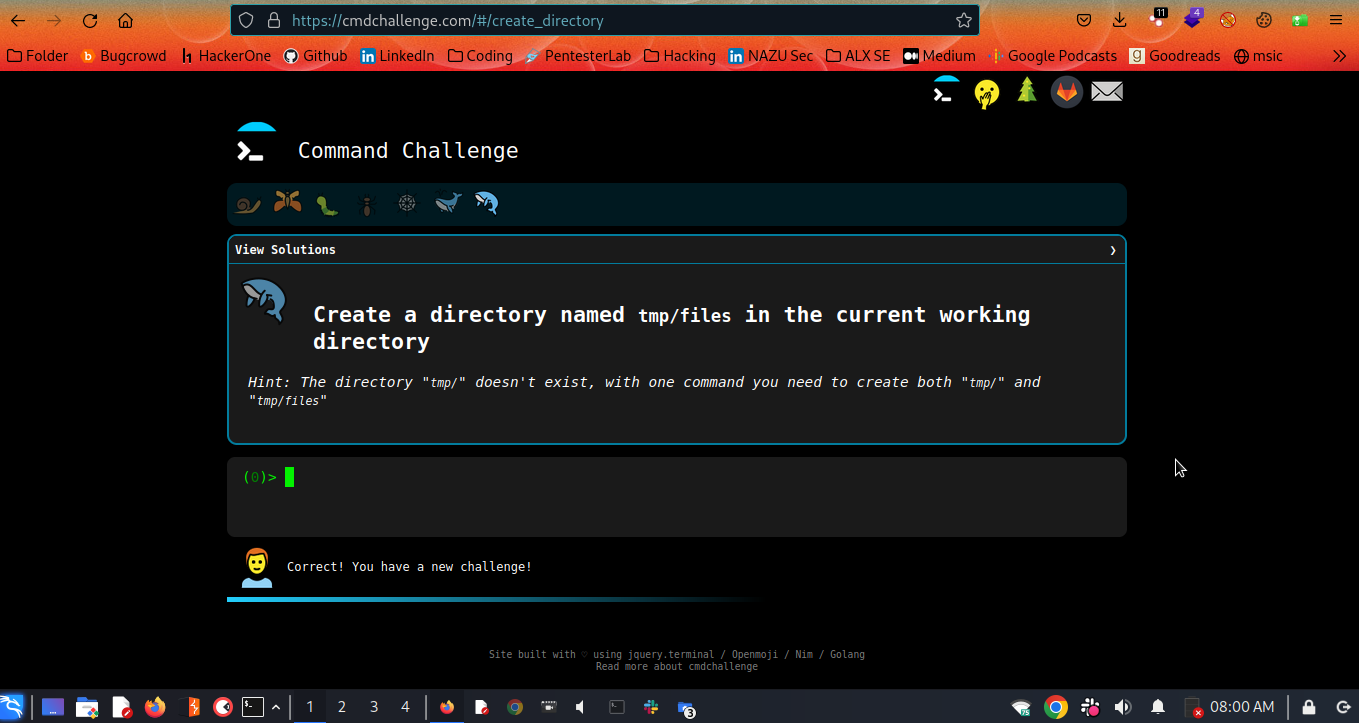 https://cmdchallenge.com/#/create_directory
11
4
Folder
Bugcrowd
HackerOne
Github
LinkedIn
Coding
PentesterLab
Hacking
NAZU Sec
ALX SE
Medium
Google Podcasts
Goodreads
msic
Command Challenge
View Solutions
Create a directory named tmp/files in the current working
directory
Hint: The directory "tmp/" doesn't exist, with one command you need to create both "tmp/" and
"tmp/files"
(0)>
Correct! You have a new challenge!
Site built with ♡ using jquery.terminal / Openmoji / Nim / Golang
Read more about cmdchallenge
1 2 3 4
3
75
08:00 AM